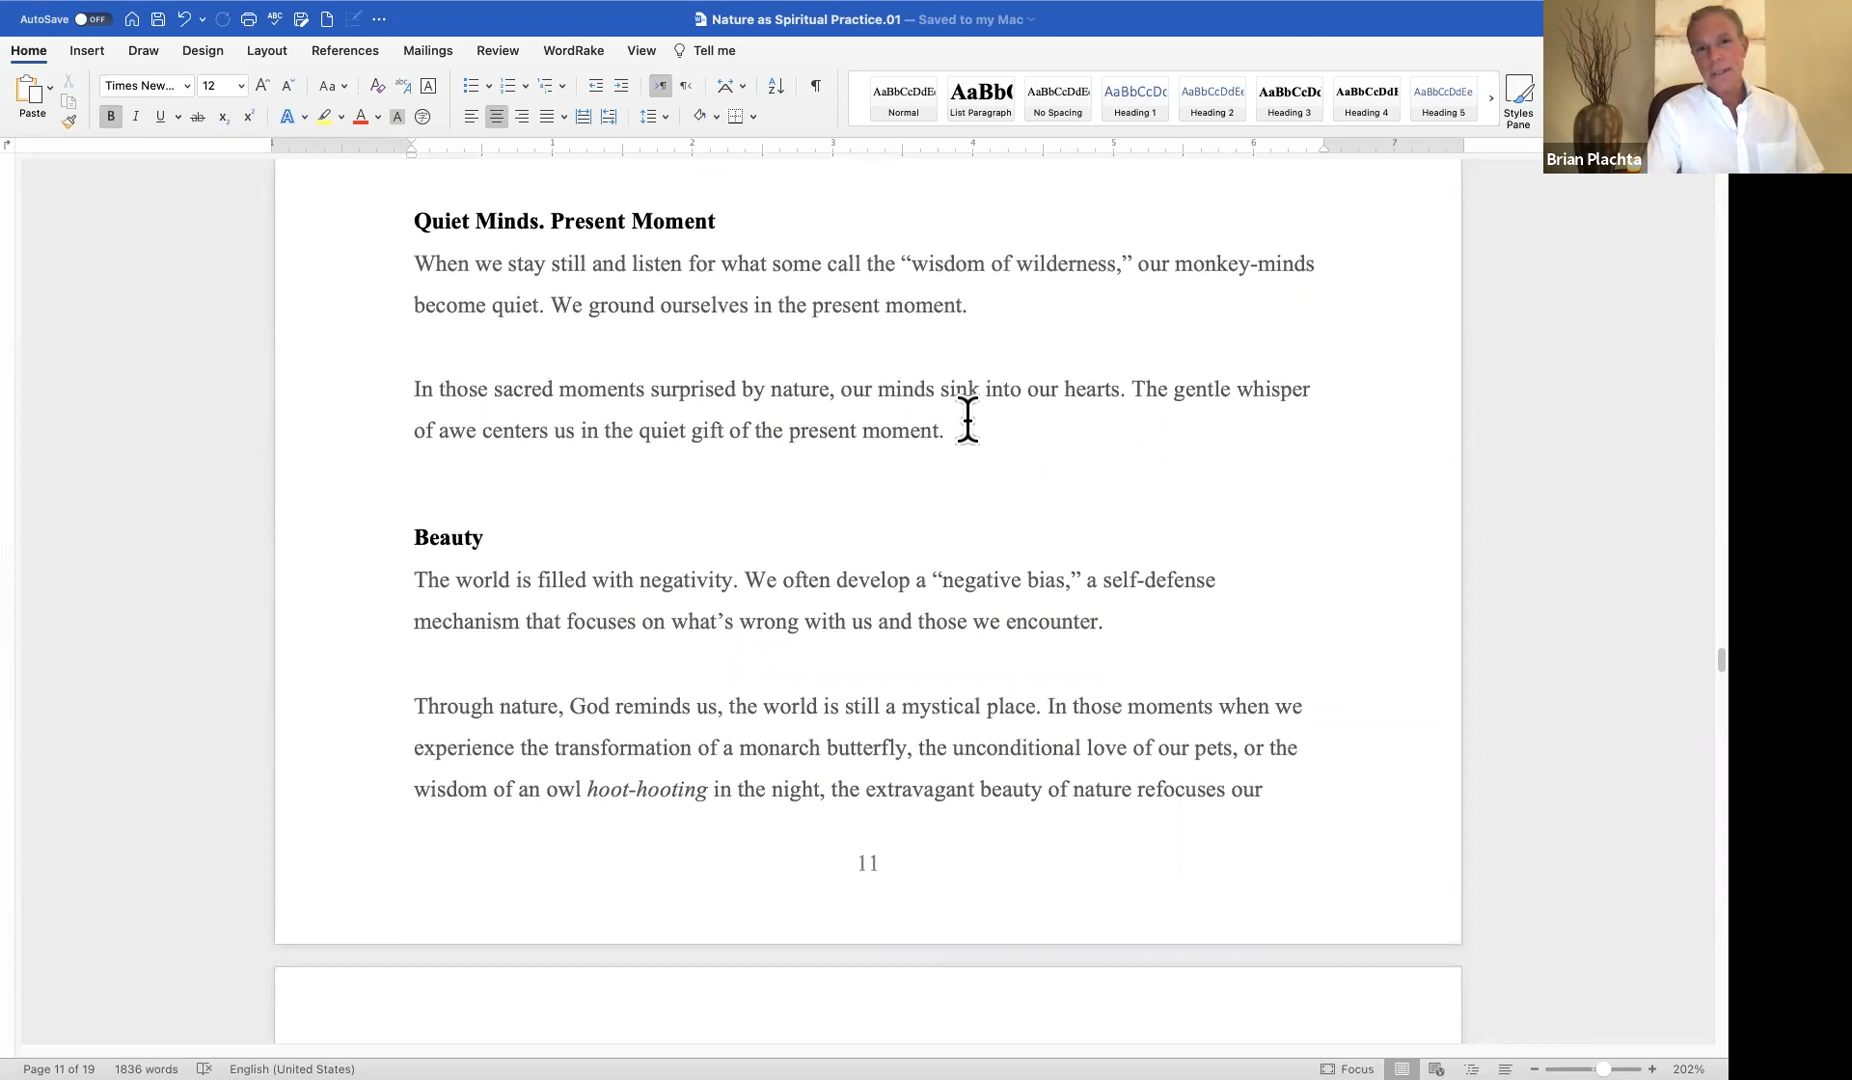 AutoSave OFF Nature as Spiritual Practice.01 — Saved to my Mac
Home Insert Draw Design Layout References Mailings Review WordRake View Tell me
Paste Times New... 12
AaBbCcDdEe Normal
AaBb( List Paragraph
AaBbCcDdEe No Spacing
AaBbCcDc Heading 1
AaBbCcDdEe Heading 2
AaBbCcDc Heading 3
AaBbCcDdE Heading 4
AaBbCcDdEe Heading 5
Styles Pane
Brian Plachta
1 1 2 3 4 5 6 7
Quiet Minds. Present Moment
When we stay still and listen for what some call the “wisdom of wilderness,” our monkey-minds
become quiet. We ground ourselves in the present moment.
In those sacred moments surprised by nature, our minds sink into our hearts. The gentle whisper
of awe centers us in the quiet gift of the present moment.
Beauty
The world is filled with negativity. We often develop a “negative bias,” a self-defense
mechanism that focuses on what’s wrong with us and those we encounter.
Through nature, God reminds us, the world is still a mystical place. In those moments when we
experience the transformation of a monarch butterfly, the unconditional love of our pets, or the
wisdom of an owl hoot-hooting in the night, the extravagant beauty of nature refocuses our
11
Page 11 of 19 1836 words English (United States) Focus 202%